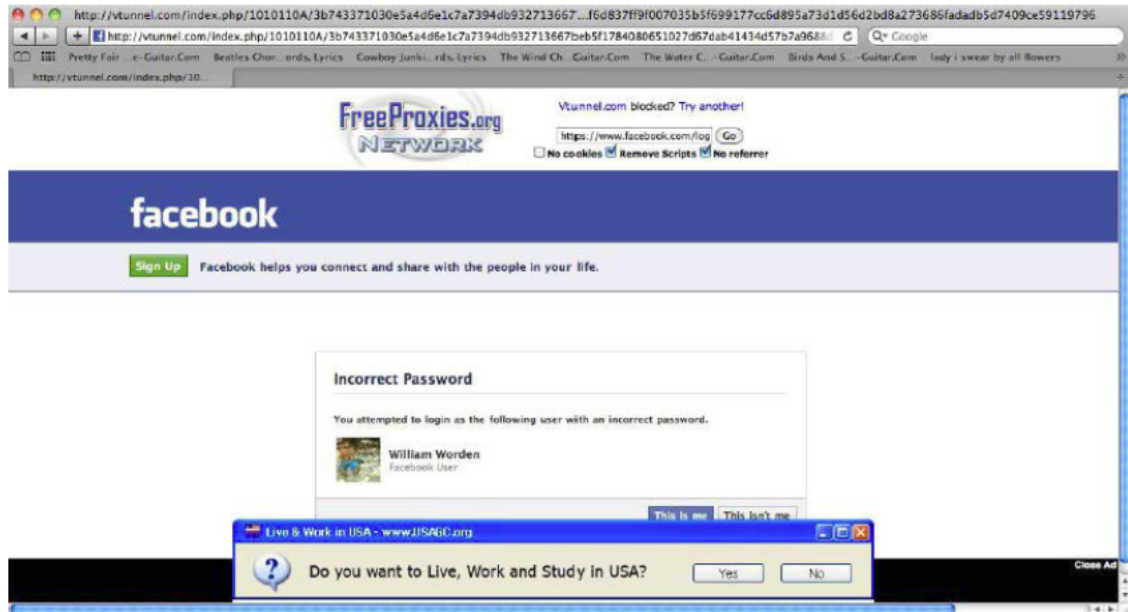 http://vtunnel.com/index.php/1010110A/3b743371030e5a4d6e1c7a7394db932713667...f6d837ff9f007035b5f699177cc6d895a73d1d56d2bd8a273686fadadb5d7409ce59119796
http://vtunnel.com/index.php/1010110A/3b743371030e5a4d6e1c7a7394db932713667beb5f1784080651027d67dab41434d57b7a968 Google
Pretty Fair ...e-Guitar.Com Beatles Chor...ords, Lyrics Cowboy Junki...rds, Lyrics The Wind Ch...Guitar.Com The Water C...-Guitar.Com Birds And S...-Guitar.Com lady i swear by all flowers
http://vtunnel.com/index.php/10...
FreeProxies.org
NETWORK
Vtunnel.com blocked? Try another!
https://www.facebook.com/log Go
No cookies Remove Scripts No referrer
facebook
Sign Up Facebook helps you connect and share with the people in your life.
Incorrect Password
You attempted to login as the following user with an incorrect password.
William Worden
Facebook User
This is me This isn't me
Live & Work in USA - www.USAGC.org
Do you want to Live, Work and Study in USA? Yes No
Close Ad